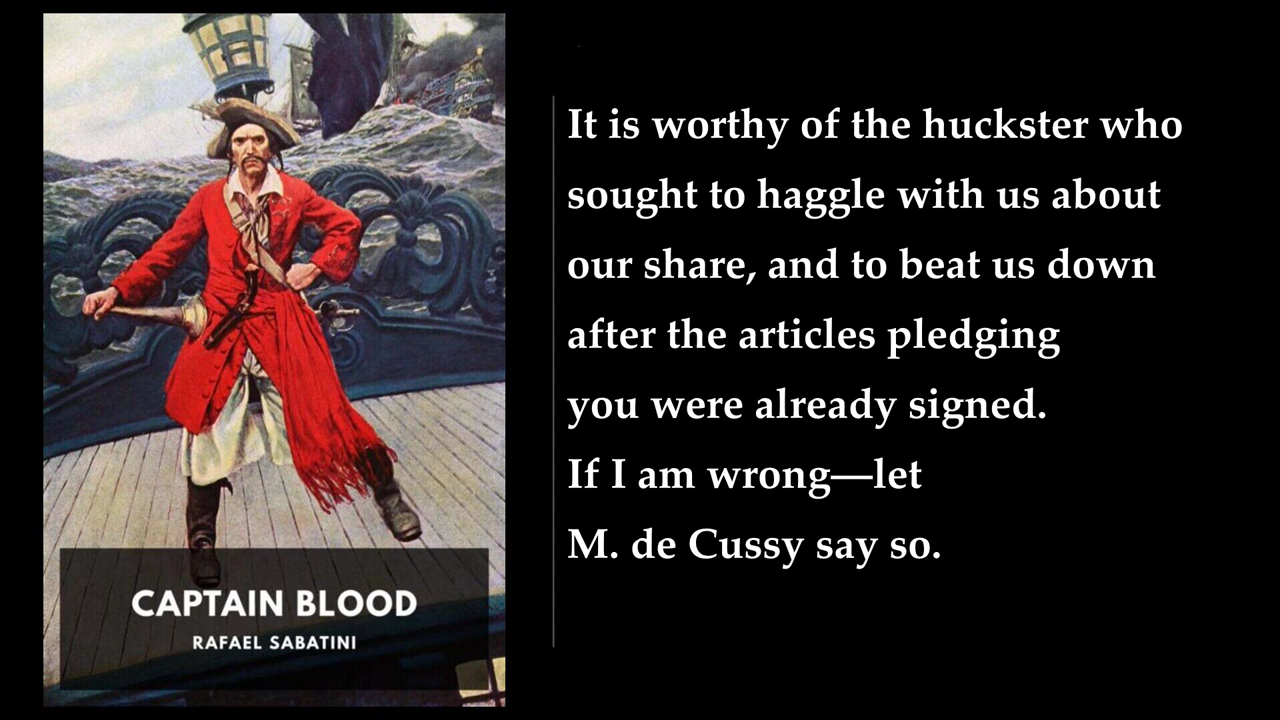 CAPTAIN BLOOD
RAFAEL SABATINI
It is worthy of the huckster who
sought to haggle with us about
our share, and to beat us down
after the articles pledging
you were already signed.
If I am wrong—let
M. de Cussy say so.